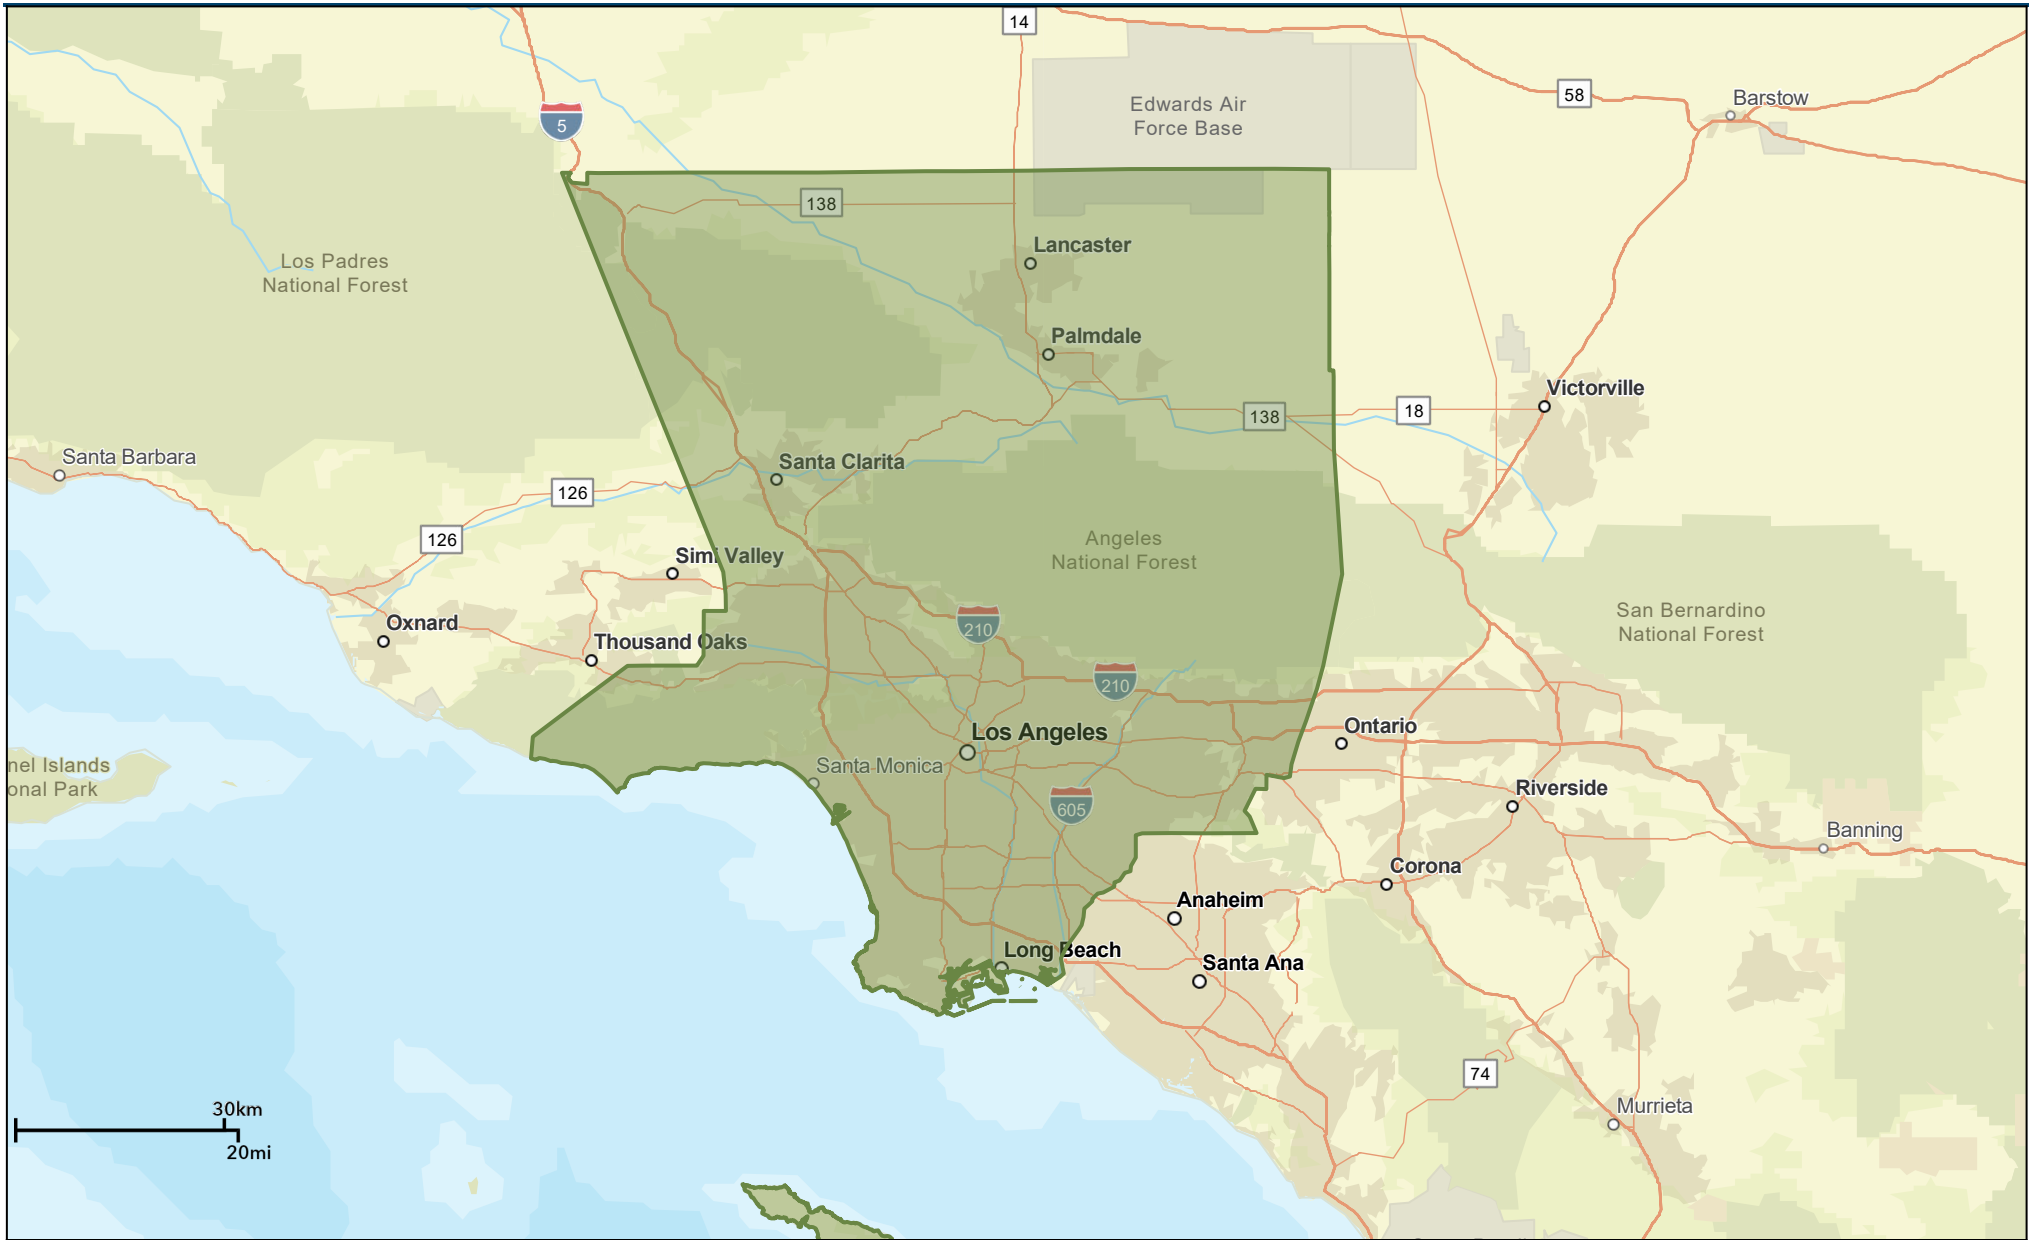 14
58
Barstow
Edwards Air
Force Base
5
138
Lancaster
Los Padres
National Forest
Palmdale
Victorville
138
18
Santa Barbara
Santa Clarita
126
126
Angeles
National Forest
Simi Valley
San Bernardino
National Forest
Oxnard
210
Thousand Oaks
210
Los Angeles
Ontario
nel Islands
onal Park
Santa Monica
Riverside
605
Banning
Corona
Anaheim
Long Beach
Santa Ana
74
30km
Murrieta
20mi